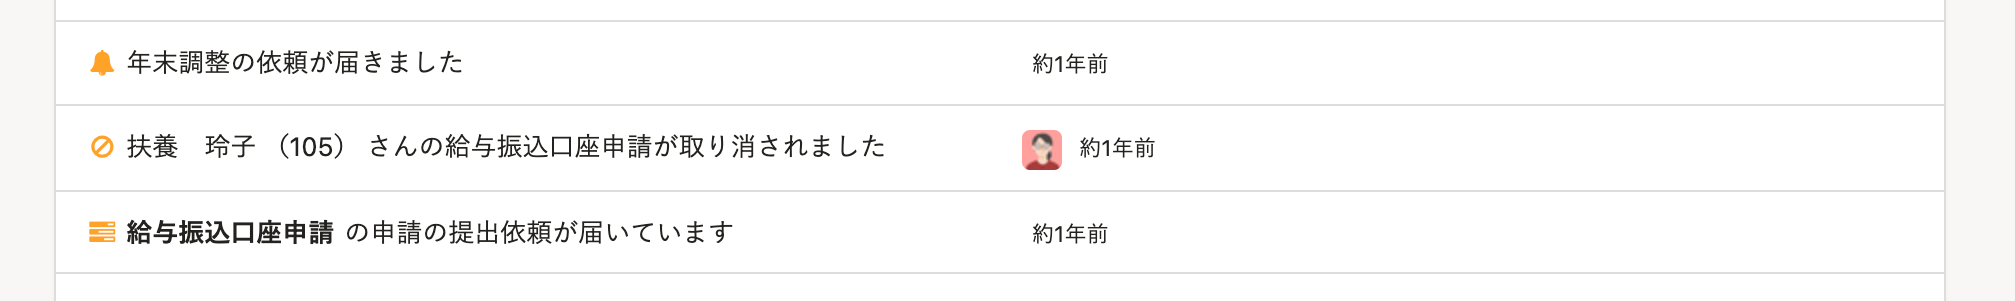 年末調整の依頼が届きました 約1年前
扶養　玲子 （105） さんの給与振込口座申請が取り消されました 約1年前
給与振込口座申請 の申請の提出依頼が届いています 約1年前